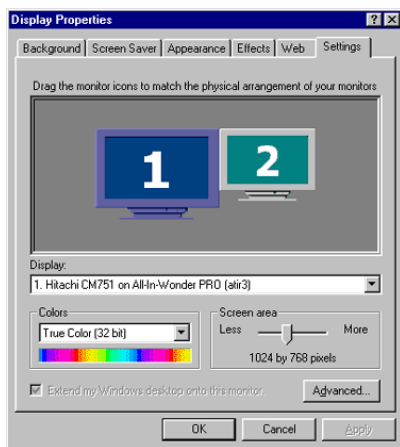 Display Properties
Background Screen Saver Appearance Effects Web Settings
Drag the monitor icons to match the physical arrangement of your monitors
1 2
Display:
1. Hitachi CM751 on All-In-Wonder PRO (atir3)
Colors Screen area
True Color (32 bit) Less More
1024 by 768 pixels
Extend my Windows desktop onto this monitor. Advanced...
OK Cancel Apply